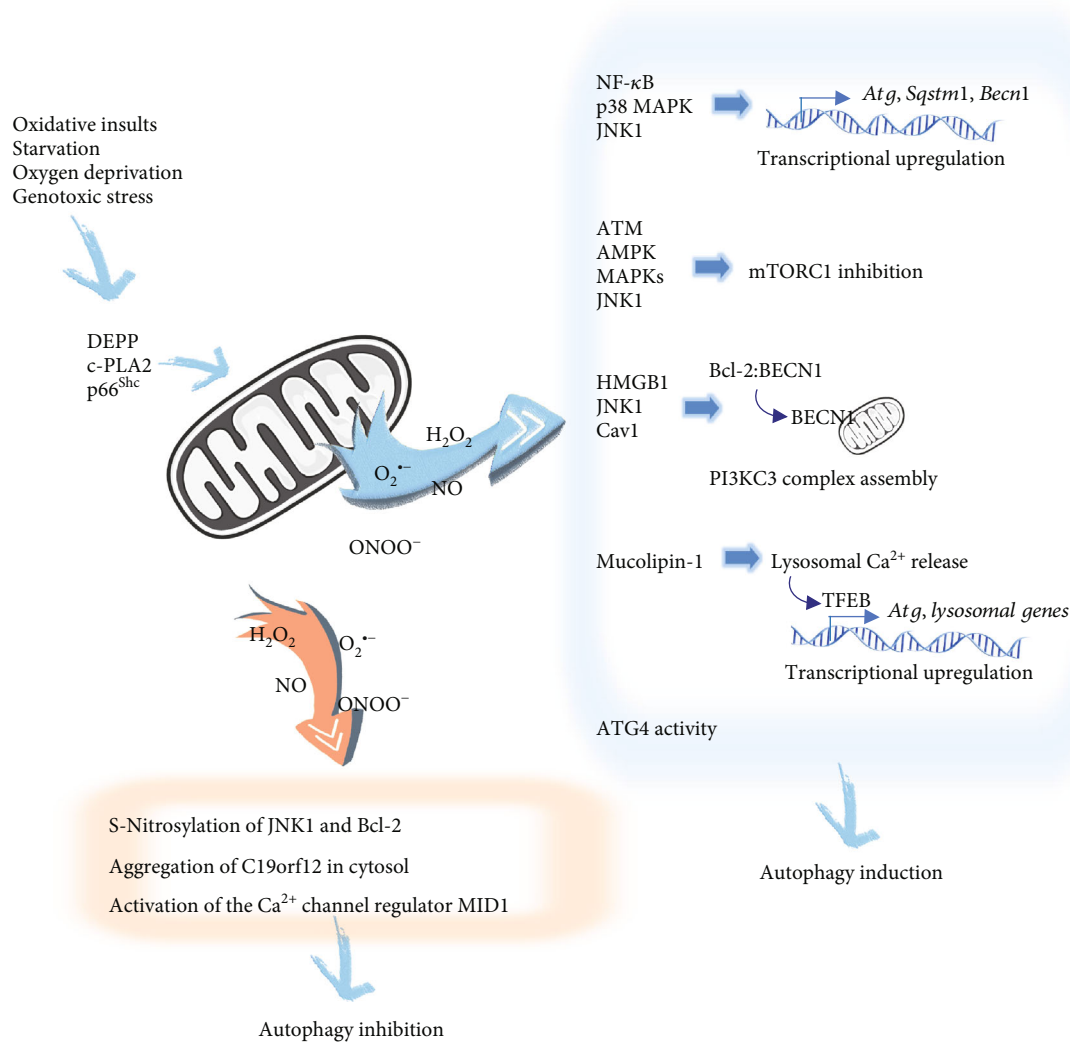 Oxidative insults
Starvation
Oxygen deprivation
Genotoxic stress
DEPP
c-PLA2
p66^Shc
H₂O₂
O₂•⁻
NO
ONOO⁻
H₂O₂
O₂•⁻
NO
ONOO⁻
S-Nitrosylation of JNK1 and Bcl-2
Aggregation of C19orf12 in cytosol
Activation of the Ca²⁺ channel regulator MID1
Autophagy inhibition
NF-κB
p38 MAPK
JNK1
Atg, Sqstm1, Becn1
Transcriptional upregulation
ATM
AMPK
MAPKs
JNK1
mTORC1 inhibition
HMGB1
JNK1
Cav1
Bcl-2:BECN1
BECN1
PI3KC3 complex assembly
Mucolipin-1
Lysosomal Ca²⁺ release
TFEB
Atg, lysosomal genes
Transcriptional upregulation
ATG4 activity
Autophagy induction